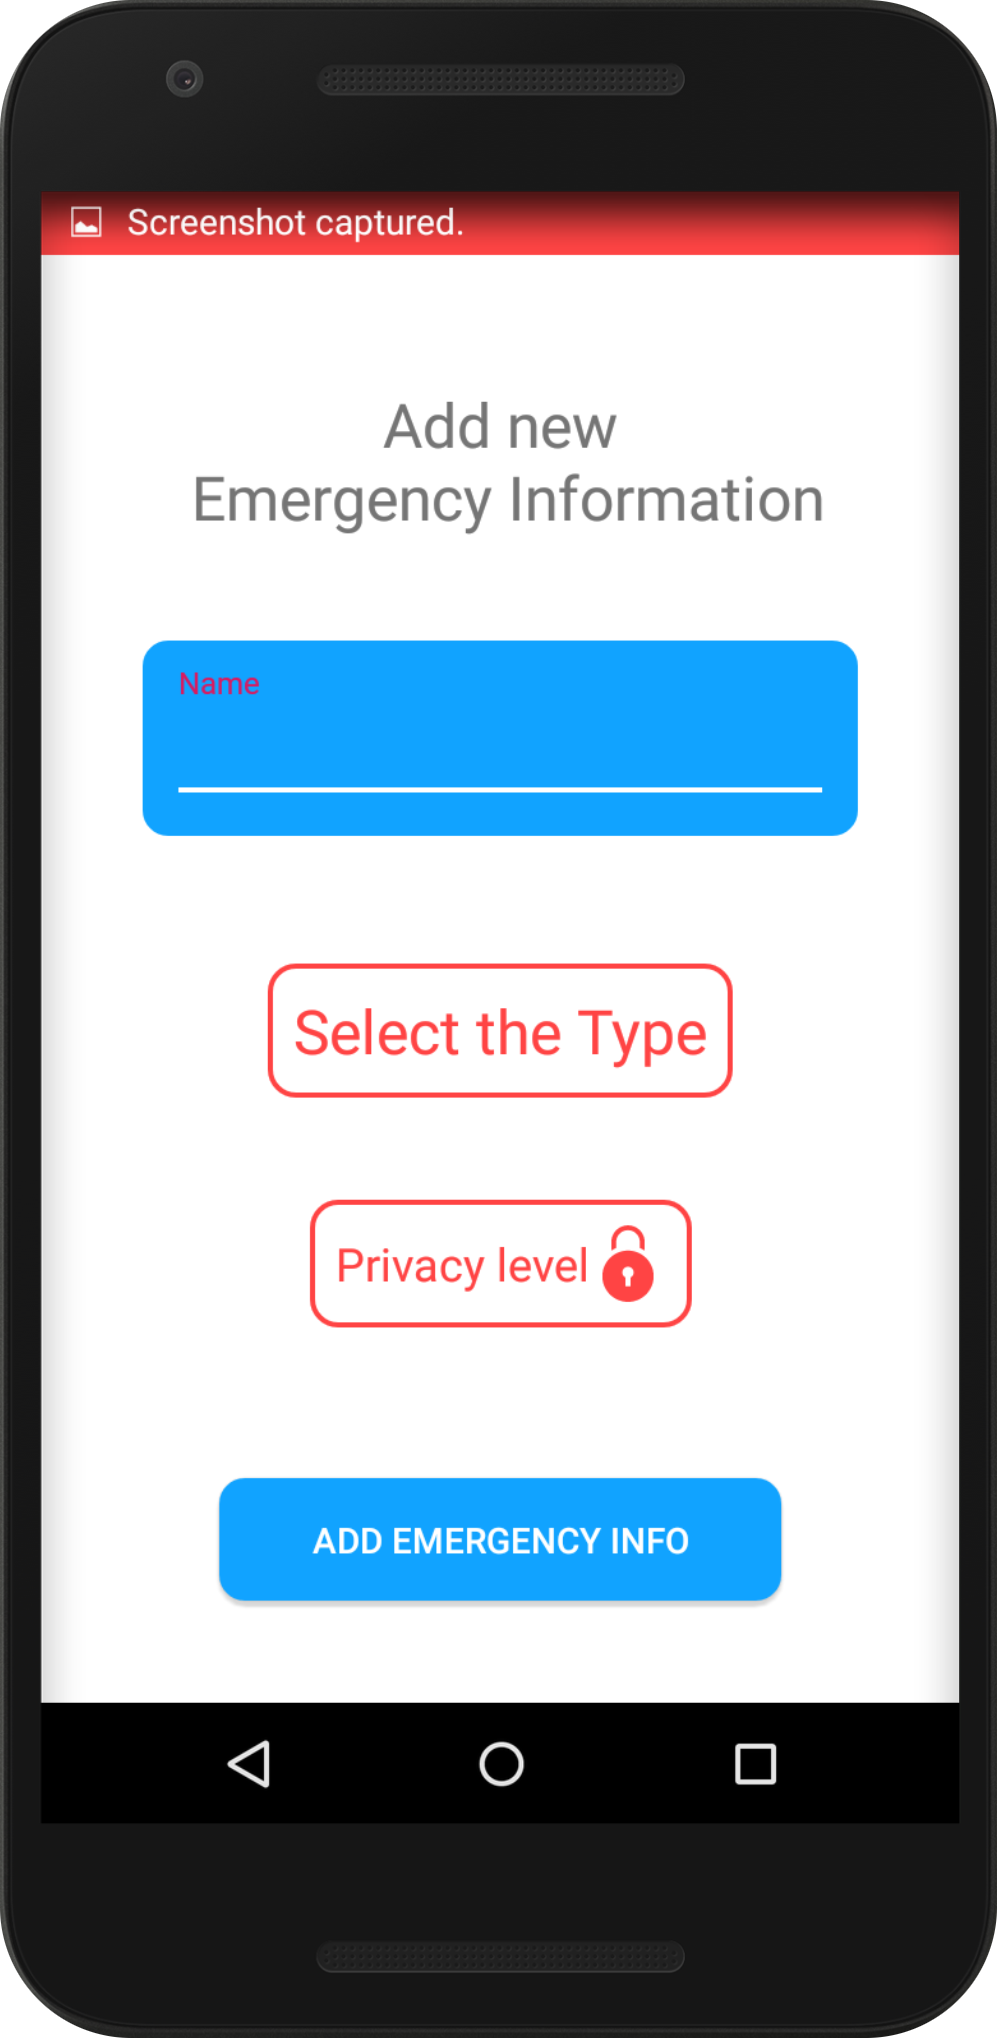 Screenshot captured.
Add new
Emergency Information
Name
Select the Type
Privacy level
ADD EMERGENCY INFO